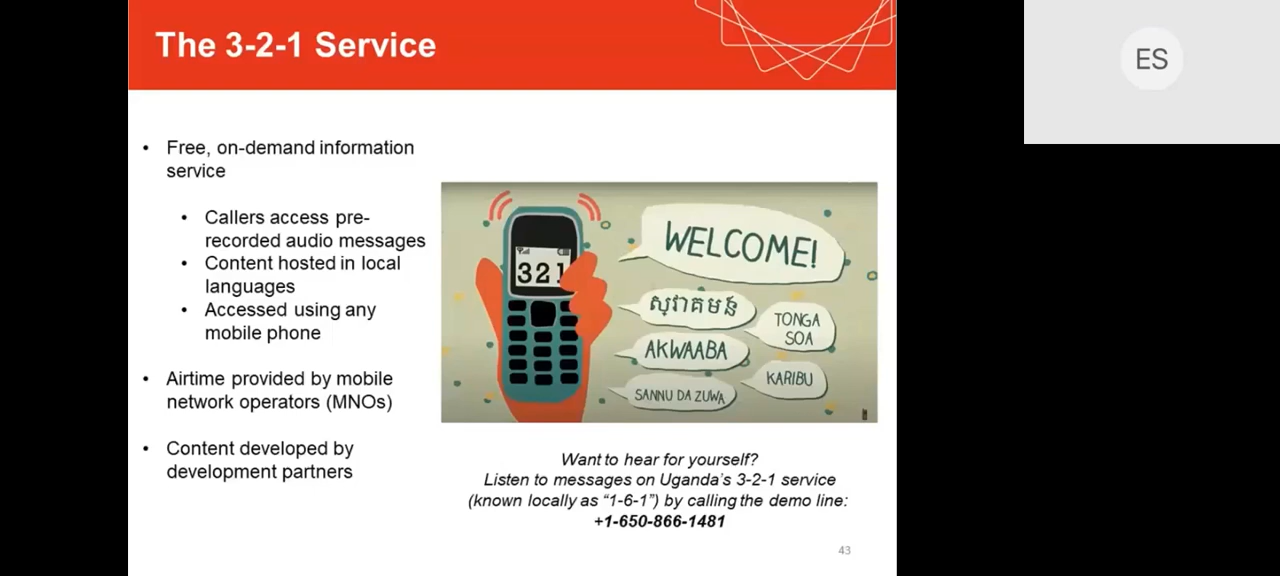 The 3-2-1 Service
ES
• Free, on-demand information
service
• Callers access pre-
recorded audio messages
• Content hosted in local
languages
• Accessed using any
mobile phone
• Airtime provided by mobile
network operators (MNOs)
• Content developed by
development partners
321
WELCOME!
ស្វាគមន៍
TONGA
SOA
AKWAABA
KARIBU
SANNU DA ZUWA
Want to hear for yourself?
Listen to messages on Uganda’s 3-2-1 service
(known locally as “1-6-1”) by calling the demo line:
+1-650-866-1481
43